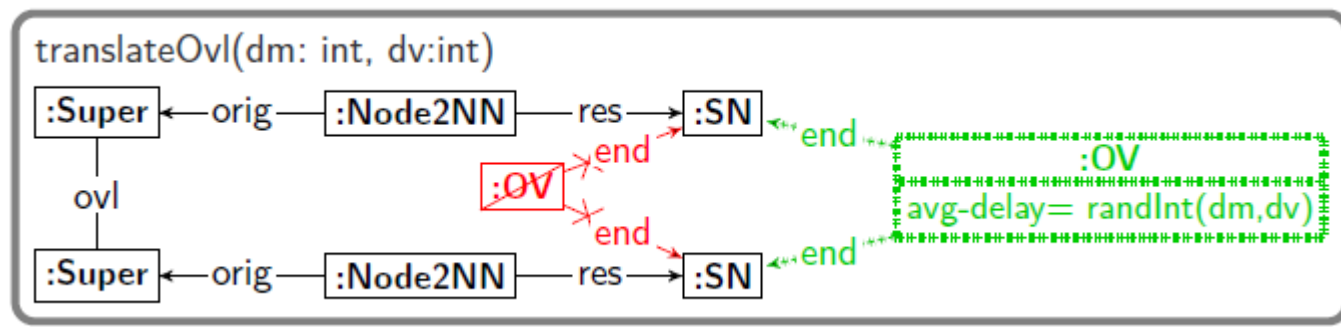 translateOvl(dm: int, dv:int)
:Super orig :Node2NN res :SN end
:OV
end
:OV
ovl
avg-delay= randInt(dm,dv)
end
end
:Super orig :Node2NN res :SN